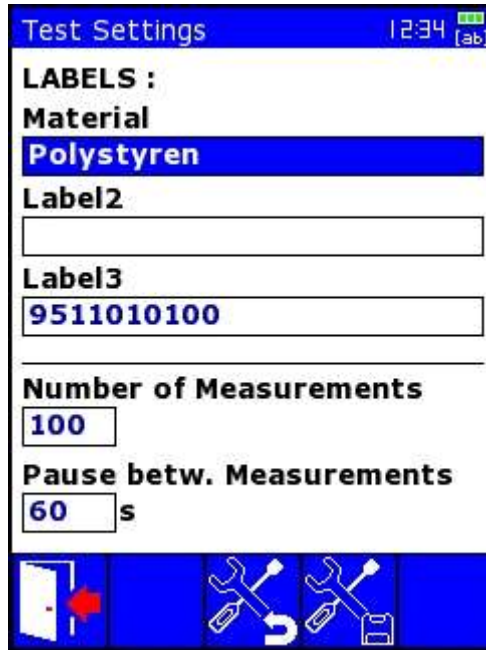 Test Settings 12:34
[ab]
LABELS :
Material
Polystyren
Label2
Label3
9511010100
Number of Measurements
100
Pause betw. Measurements
60 s